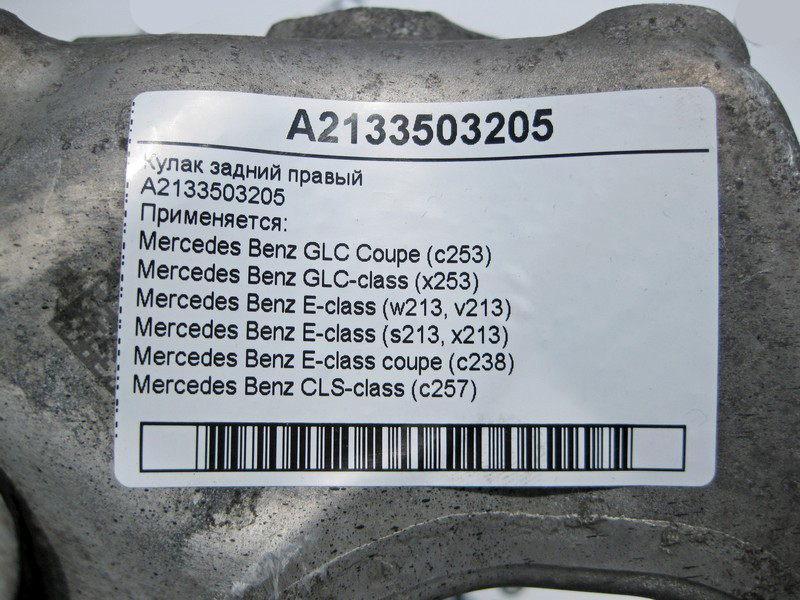 A2133503205
Кулак задний правый
A2133503205
Применяется:
Mercedes Benz GLC Coupe (c253)
Mercedes Benz GLC-class (x253)
Mercedes Benz E-class (w213, v213)
Mercedes Benz E-class (s213, x213)
Mercedes Benz E-class coupe (c238)
Mercedes Benz CLS-class (c257)